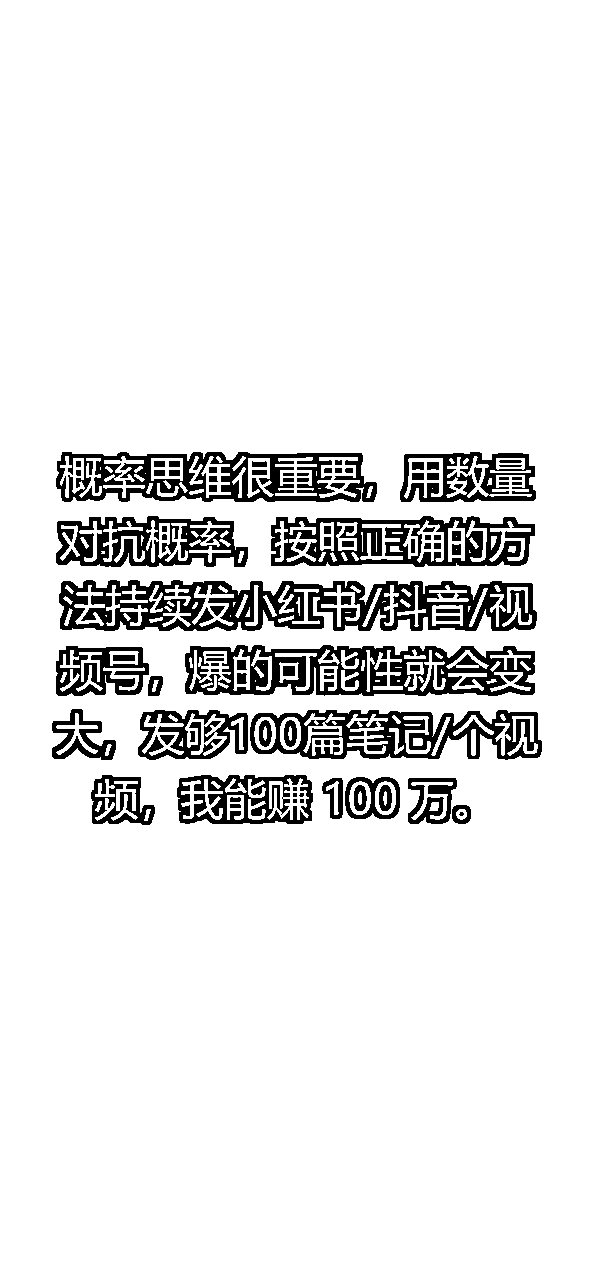 概率思维很重要，用数量
对抗概率，按照正确的方
法持续发小红书/抖音/视
频号，爆的可能性就会变
大，发够100篇笔记/个视
频，我能赚 100 万。